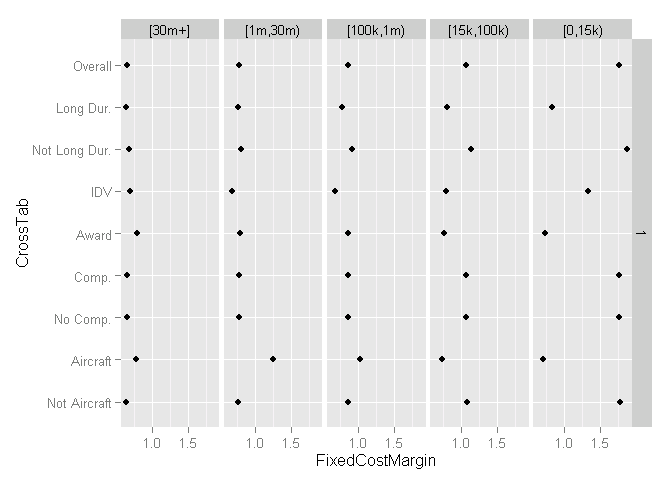 [30m+] [1m,30m) [100k,1m) [15k,100k) [0,15k)
Overall
Long Dur.
Not Long Dur.
IDV
Award
Comp.
No Comp.
Aircraft
Not Aircraft
CrossTab
1
1.0 1.5 1.0 1.5 1.0 1.5 1.0 1.5 1.0 1.5
FixedCostMargin